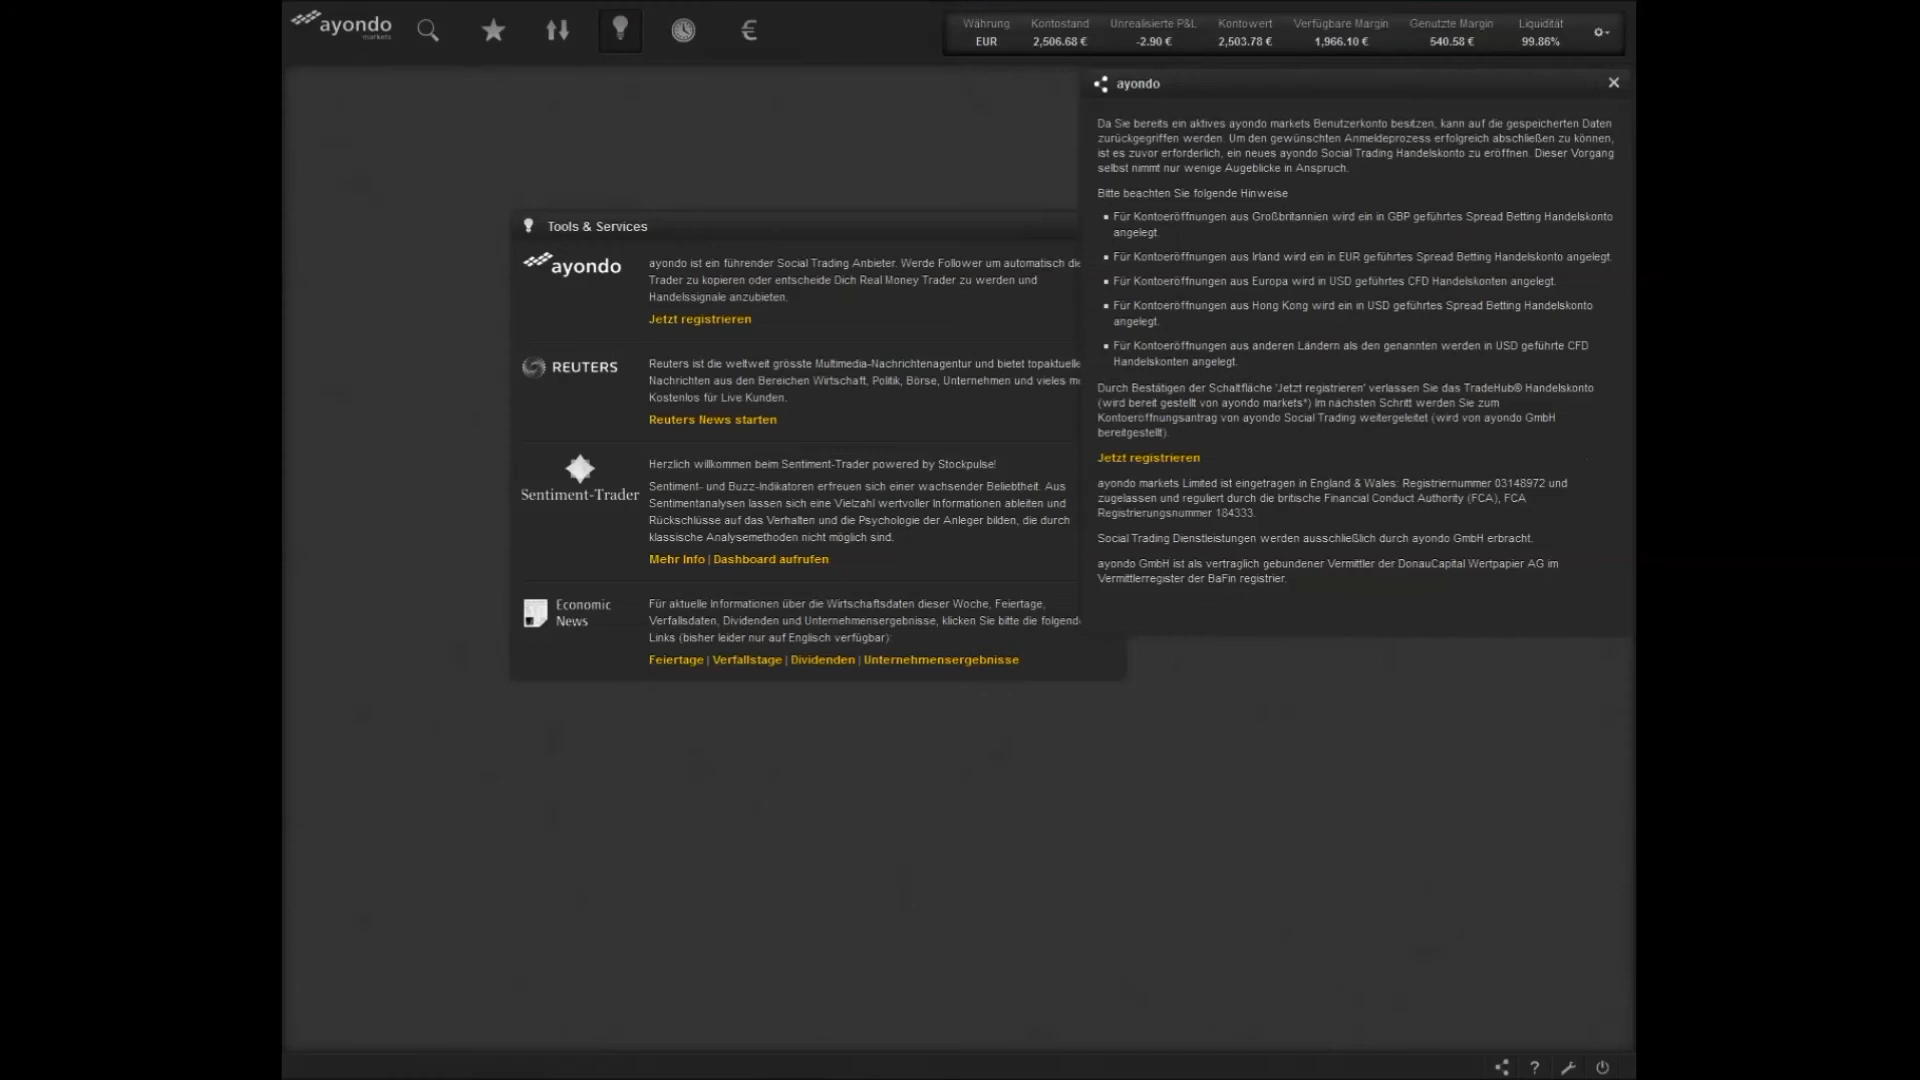 ayondo
markets
€
Währung Kontostand Unrealisierte P&L Kontowert Verfügbare Margin Genutzte Margin Liquidität
EUR 2,506.68 € -2.90 € 2,503.78 € 1,966.10 € 540.58 € 99.86%
ayondo
Da Sie bereits ein aktives ayondo markets Benutzerkonto besitzen, kann auf die gespeicherten Daten
zurückgegriffen werden. Um den gewünschten Anmeldeprozess erfolgreich abschließen zu können,
ist es zuvor erforderlich, ein neues ayondo Social Trading Handelskonto zu eröffnen. Dieser Vorgang
selbst nimmt nur wenige Augeblicke in Anspruch.
Bitte beachten Sie folgende Hinweise
Für Kontoeröffnungen aus Großbritannien wird ein in GBP geführtes Spread Betting Handelskonto
angelegt.
Für Kontoeröffnungen aus Irland wird ein in EUR geführtes Spread Betting Handelskonto angelegt.
Für Kontoeröffnungen aus Europa wird in USD geführtes CFD Handelskonten angelegt.
Für Kontoeröffnungen aus Hong Kong wird ein in USD geführtes Spread Betting Handelskonto
angelegt.
Für Kontoeröffnungen aus anderen Ländern als den genannten werden in USD geführte CFD
Handelskonten angelegt.
Durch Bestätigen der Schaltfläche 'Jetzt registrieren' verlassen Sie das TradeHub® Handelskonto
(wird bereit gestellt von ayondo markets*) Im nächsten Schritt werden Sie zum
Kontoeröffnungsantrag von ayondo Social Trading weitergeleitet (wird von ayondo GmbH
bereitgestellt).
Jetzt registrieren
ayondo markets Limited ist eingetragen in England & Wales: Registriernummer 03148972 und
zugelassen und reguliert durch die britische Financial Conduct Authority (FCA), FCA
Registrierungsnummer 184333.
Social Trading Dienstleistungen werden ausschließlich durch ayondo GmbH erbracht.
ayondo GmbH ist als vertraglich gebundener Vermittler der DonauCapital Wertpapier AG im
Vermittlerregister der BaFin registrier.
Tools & Services
ayondo
ayondo ist ein führender Social Trading Anbieter. Werde Follower um automatisch die
Trader zu kopieren oder entscheide Dich Real Money Trader zu werden und
Handelssignale anzubieten.
Jetzt registrieren
REUTERS
Reuters ist die weltweit grösste Multimedia-Nachrichtenagentur und bietet topaktuelle
Nachrichten aus den Bereichen Wirtschaft, Politik, Börse, Unternehmen und vieles
Kostenlos für Live Kunden.
Reuters News starten
Sentiment-Trader
Herzlich willkommen beim Sentiment-Trader powered by Stockpulse!
Sentiment- und Buzz-Indikatoren erfreuen sich einer wachsender Beliebtheit. Aus
Sentimentanalysen lassen sich eine Vielzahl wertvoller Informationen ableiten und
Rückschlüsse auf das Verhalten und die Psychologie der Anleger bilden, die durch
klassische Analysemethoden nicht möglich sind.
Mehr Info | Dashboard aufrufen
Economic
News
Für aktuelle Informationen über die Wirtschaftsdaten dieser Woche, Feiertage,
Verfallsdaten, Dividenden und Unternehmensergebnisse, klicken Sie bitte die folgend
Links (bisher leider nur auf Englisch verfügbar):
Feiertage | Verfallstage | Dividenden | Unternehmensergebnisse
?